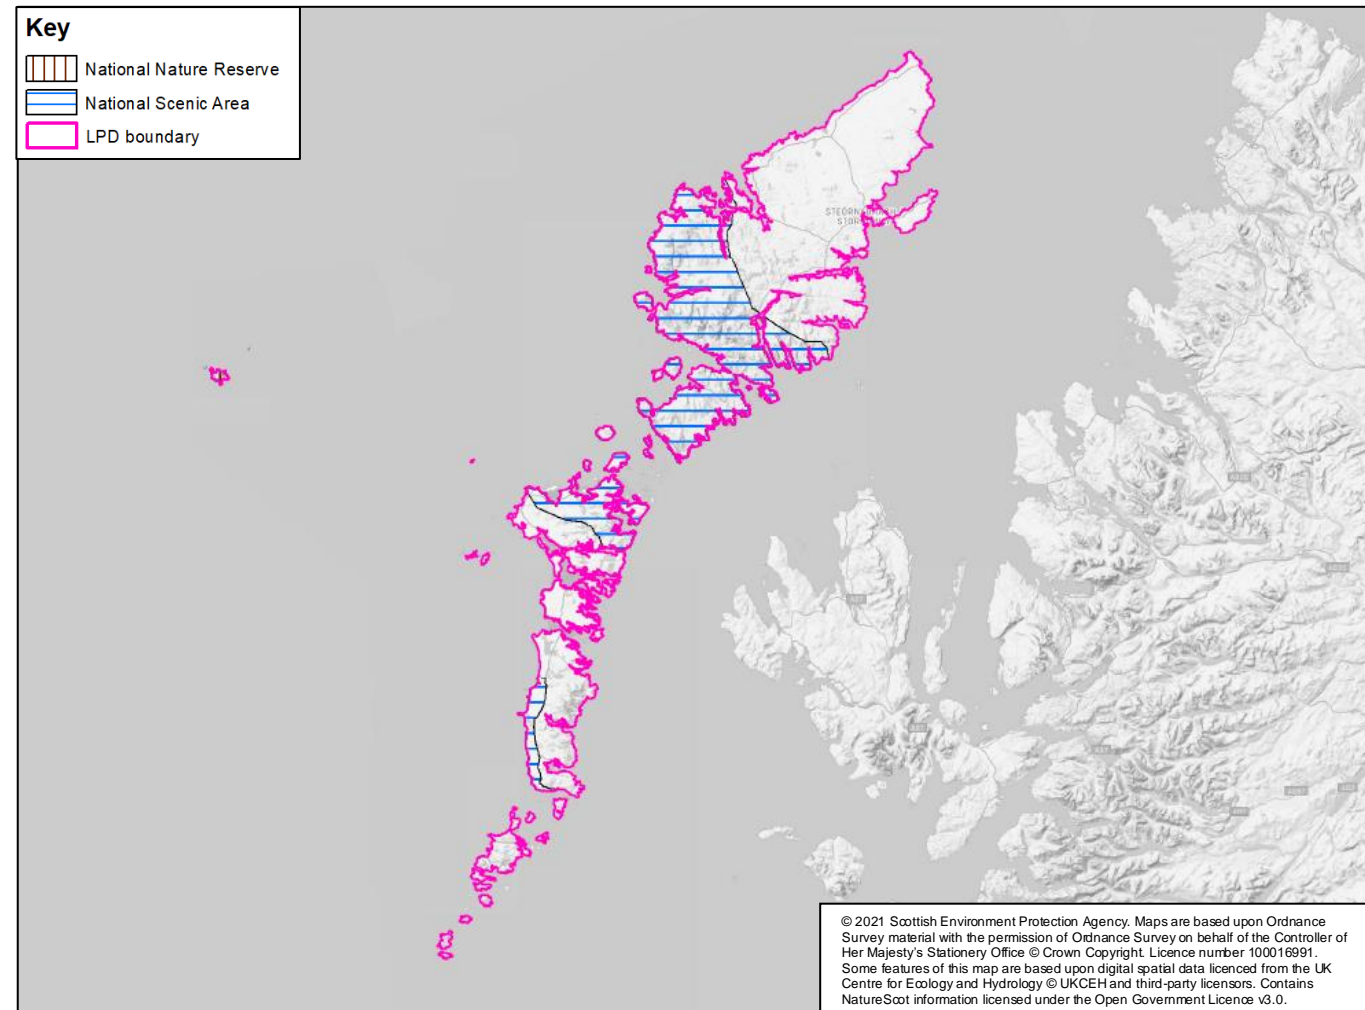 Key
National Nature Reserve
National Scenic Area
LPD boundary
© 2021 Scottish Environment Protection Agency. Maps are based upon Ordnance
Survey material with the permission of Ordnance Survey on behalf of the Controller of
Her Majesty's Stationery Office © Crown Copyright. Licence number 100016991.
Some features of this map are based upon digital spatial data licenced from the UK
Centre for Ecology and Hydrology © UKCEH and third-party licensors. Contains
NatureScot information licensed under the Open Government Licence v3.0.